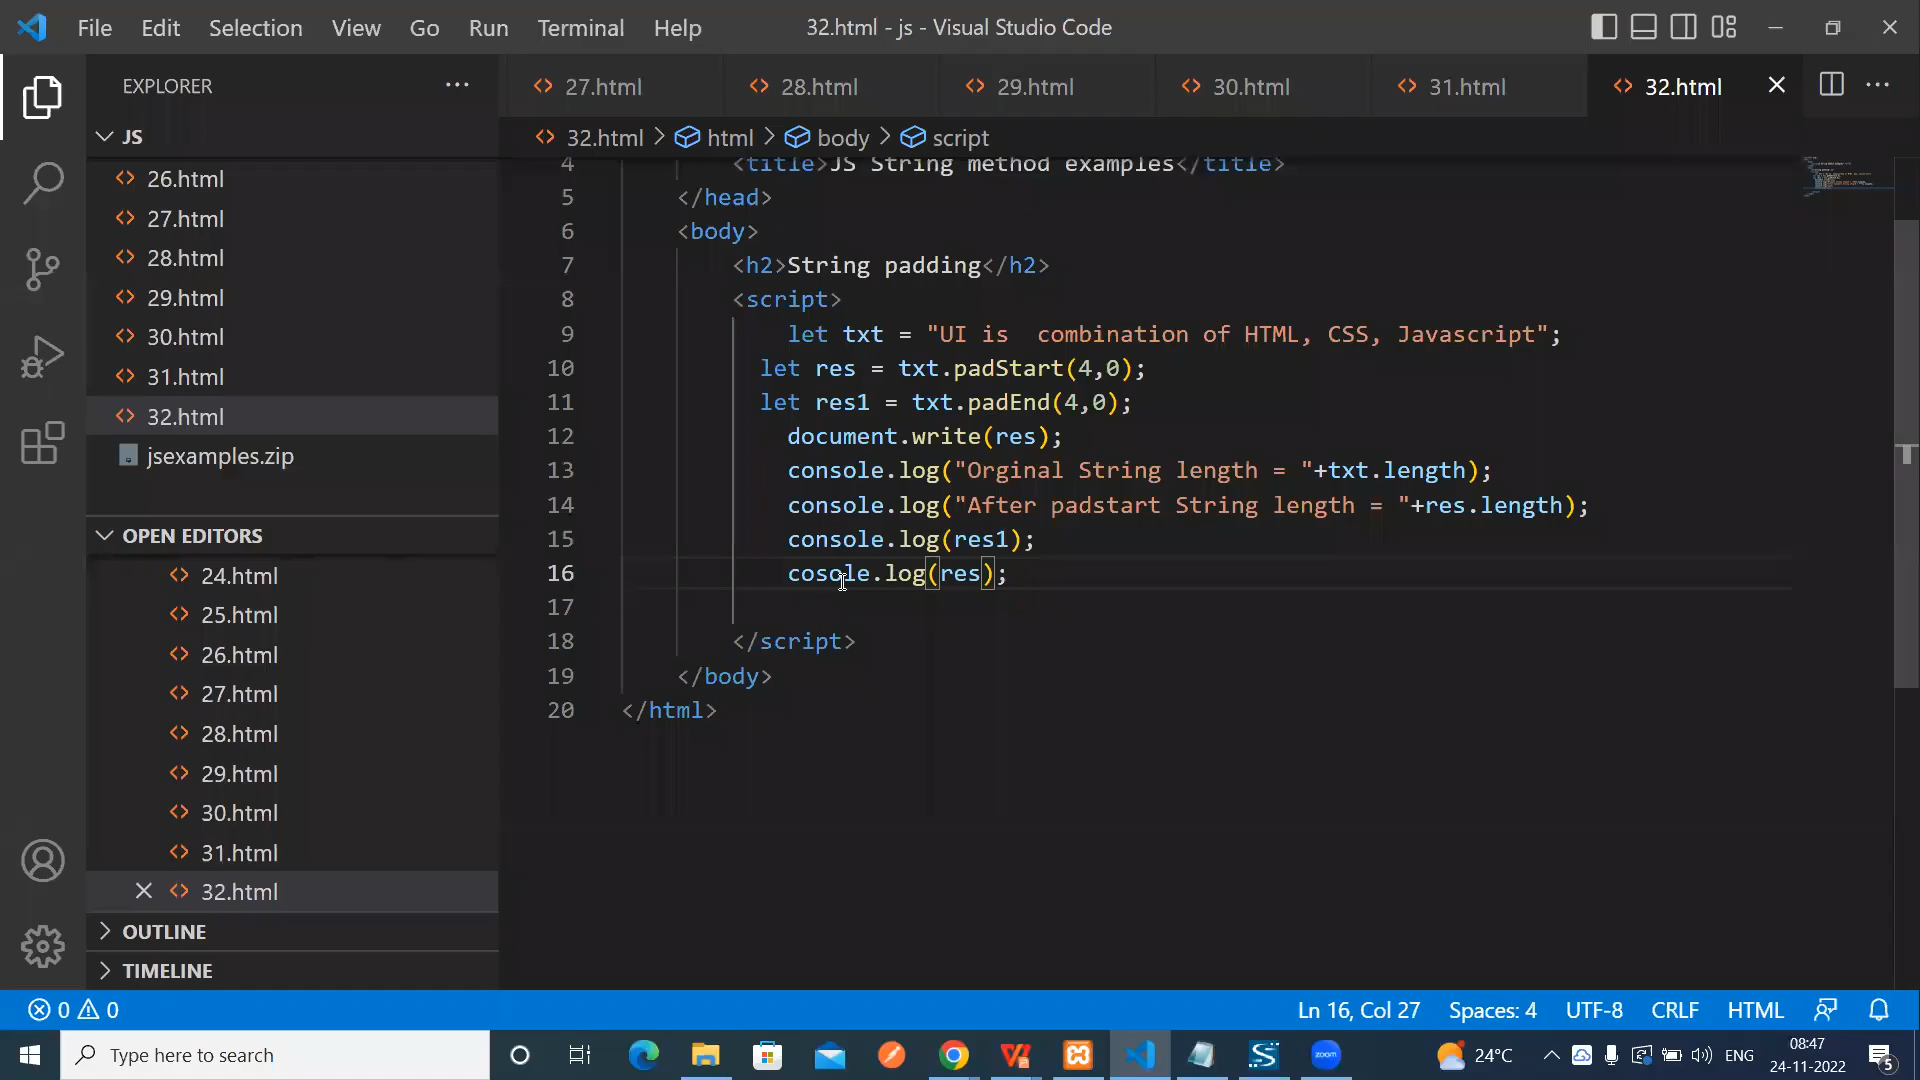 File Edit Selection View Go Run Terminal Help 32.html - js - Visual Studio Code
EXPLORER
JS
26.html
27.html
28.html
29.html
30.html
31.html
32.html
jsexamples.zip
OPEN EDITORS
24.html
25.html
26.html
27.html
28.html
29.html
30.html
31.html
32.html
OUTLINE
TIMELINE
27.html 28.html 29.html 30.html 31.html 32.html
32.html > html > body > script
4 <title>JS String method examples</title>
5 </head>
6 <body>
7 <h2>String padding</h2>
8 <script>
9 let txt = "UI is  combination of HTML, CSS, Javascript";
10 let res = txt.padStart(4,0);
11 let res1 = txt.padEnd(4,0);
12 document.write(res);
13 console.log("Orginal String length = "+txt.length);
14 console.log("After padstart String length = "+res.length);
15 console.log(res1);
16 cosole.log(res);
17
18 </script>
19 </body>
20 </html>
0 0 Ln 16, Col 27 Spaces: 4 UTF-8 CRLF HTML
Type here to search
zoom
24°C ENG
08:47
24-11-2022
5